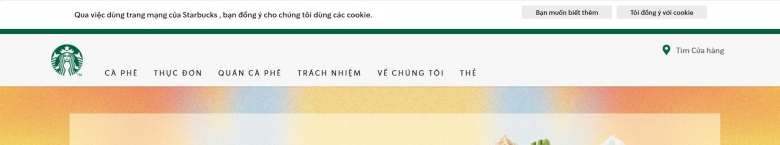 Qua việc dùng trang mạng của Starbucks , bạn đồng ý cho chúng tôi dùng các cookie.
Bạn muốn biết thêm
Tôi đồng ý với cookie
Tìm Cửa hàng
CÀ PHÊ THỰC ĐƠN QUÁN CÀ PHÊ TRÁCH NHIỆM VỀ CHÚNG TÔI THẺ